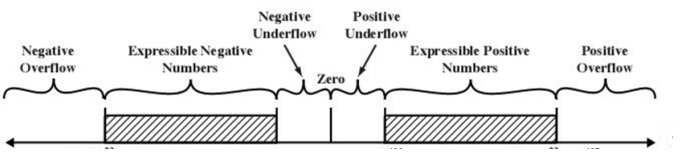 Negative
Underflow
Positive
Underflow
Negative
Overflow
Expressible Negative
Numbers
Zero
Expressible Positive
Numbers
Positive
Overflow